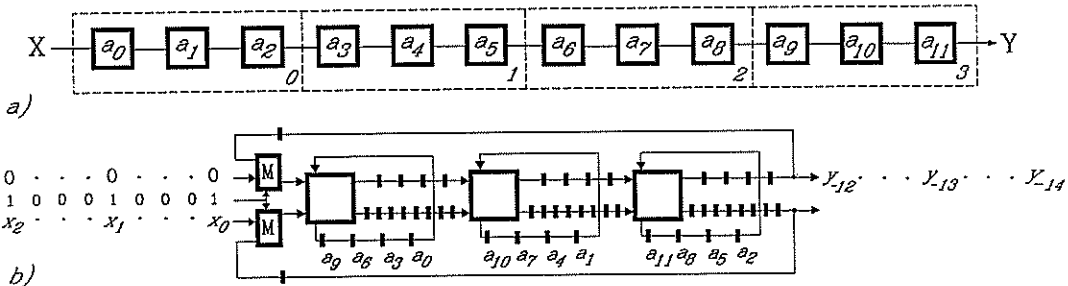 X a₀ a₁ a₂ a₃ a₄ a₅ a₆ a₇ a₈ a₉ a₁₀ a₁₁ Y
0 1 2 3
a)
M
0 · · · · 0 · · · · 0
y₋₁₂ · · · y₋₁₃ · · · y₋₁₄
1 0 0 0 1 0 0 0 1
x₂ · · · · x₁ · · · · x₀
M
a₉ a₆ a₃ a₀ a₁₀ a₇ a₄ a₁ a₁₁ a₈ a₅ a₂
b)